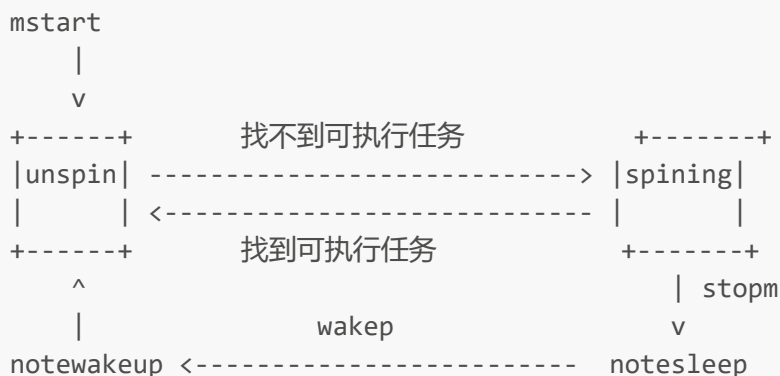 mstart
|
v
+------+ 找不到可执行任务 +-------+
|unspin| ----------------------------> |spining|
| | <---------------------------- | |
+------+ 找到可执行任务 +-------+
^ | stopm
| wakep v
notewakeup <------------------------- notesleep